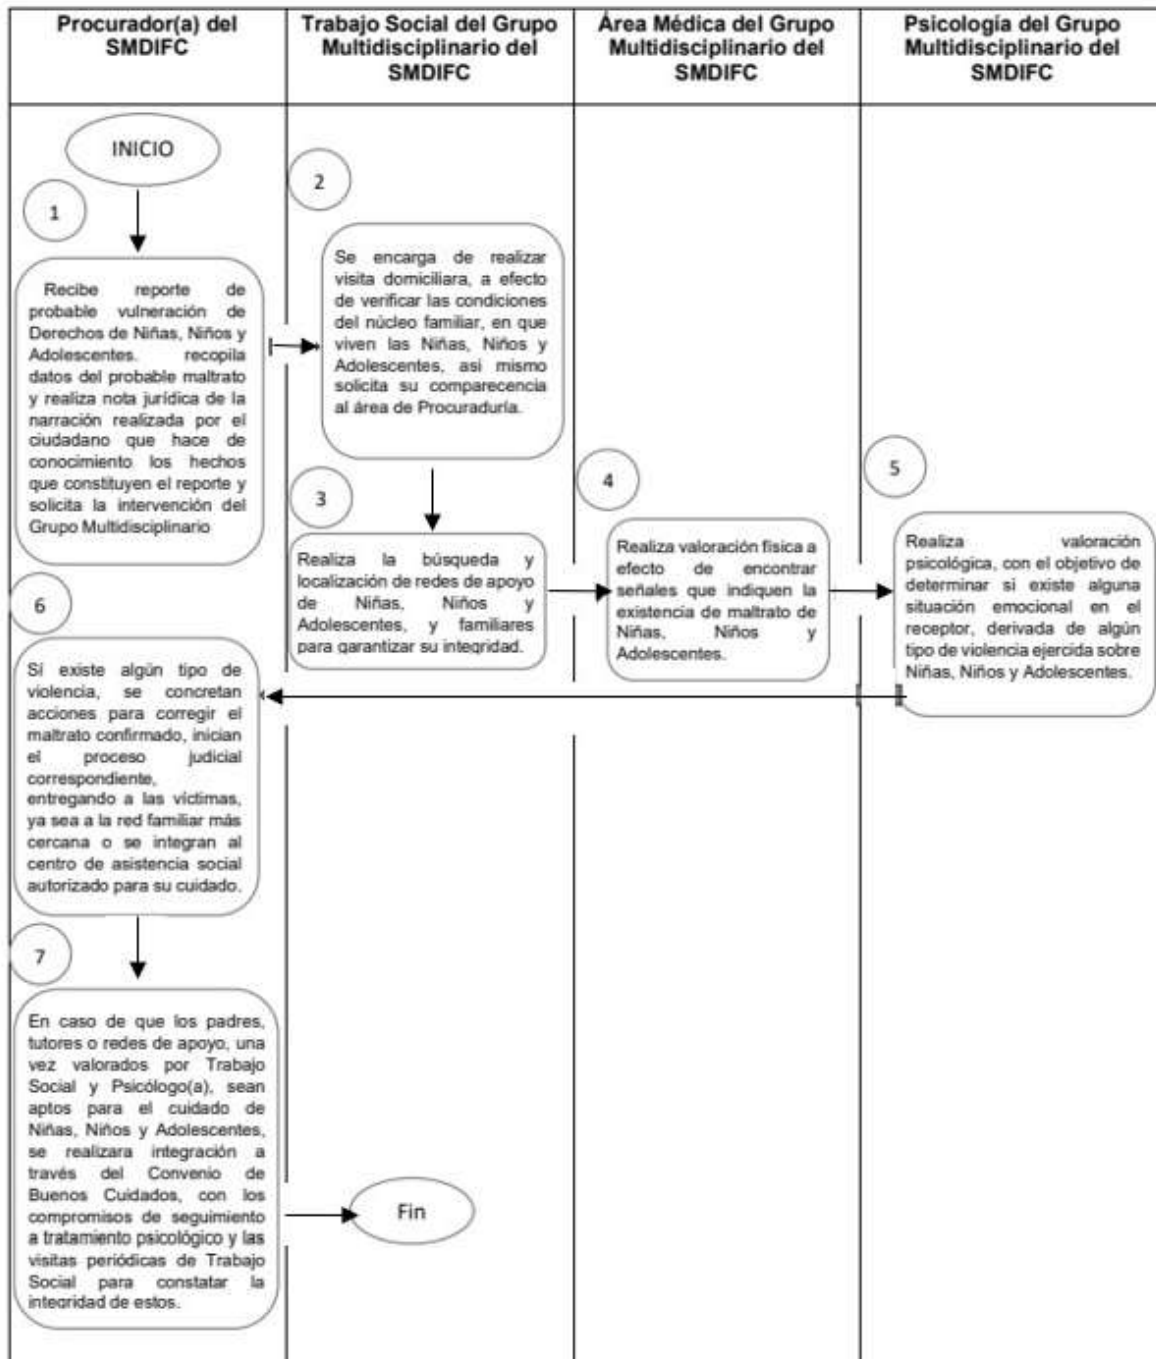 Procurador(a) del
SMDIFC
Trabajo Social del Grupo
Multidisciplinario del
SMDIFC
Área Médica del Grupo
Multidisciplinario del
SMDIFC
Psicología del Grupo
Multidisciplinario del
SMDIFC
INICIO
1
Recibe reporte de
probable vulneración de
Derechos de Niñas, Niños y
Adolescentes. recopila
datos del probable maltrato
y realiza nota jurídica de la
narración realizada por el
ciudadano que hace de
conocimiento los hechos
que constituyen el reporte y
solicita la intervención del
Grupo Multidisciplinario
2
Se encarga de realizar
visita domiciliara, a efecto
de verificar las condiciones
del núcleo familiar, en que
viven las Niñas, Niños y
Adolescentes, asi mismo
solicita su comparecencia
al área de Procuraduría.
3
Realiza la búsqueda y
localización de redes de apoyo
de Niñas, Niños y
Adolescentes, y familiares
para garantizar su integridad.
4
Realiza valoración física a
efecto de encontrar
señales que indiquen la
existencia de maltrato de
Niñas, Niños y
Adolescentes.
5
Realiza valoración
psicológica, con el objetivo de
determinar si existe alguna
situación emocional en el
receptor, derivada de algún
tipo de violencia ejercida sobre
Niñas, Niños y Adolescentes.
6
Sí existe algún tipo de
violencia, se concretan
acciones para corregir el
maltrato confirmado, inician
el proceso judicial
correspondiente,
entregando a las víctimas,
ya sea a la red familiar más
cercana o se integran al
centro de asistencia social
autorizado para su cuidado.
7
En caso de que los padres,
tutores o redes de apoyo, una
vez valorados por Trabajo
Social y Psicólogo(a), sean
aptos para el cuidado de
Niñas, Niños y Adolescentes,
se realizara integración a
través del Convenio de
Buenos Cuidados, con los
compromisos de seguimiento
a tratamiento psicológico y las
visitas periódicas de Trabajo
Social para constatar la
integridad de estos.
Fin